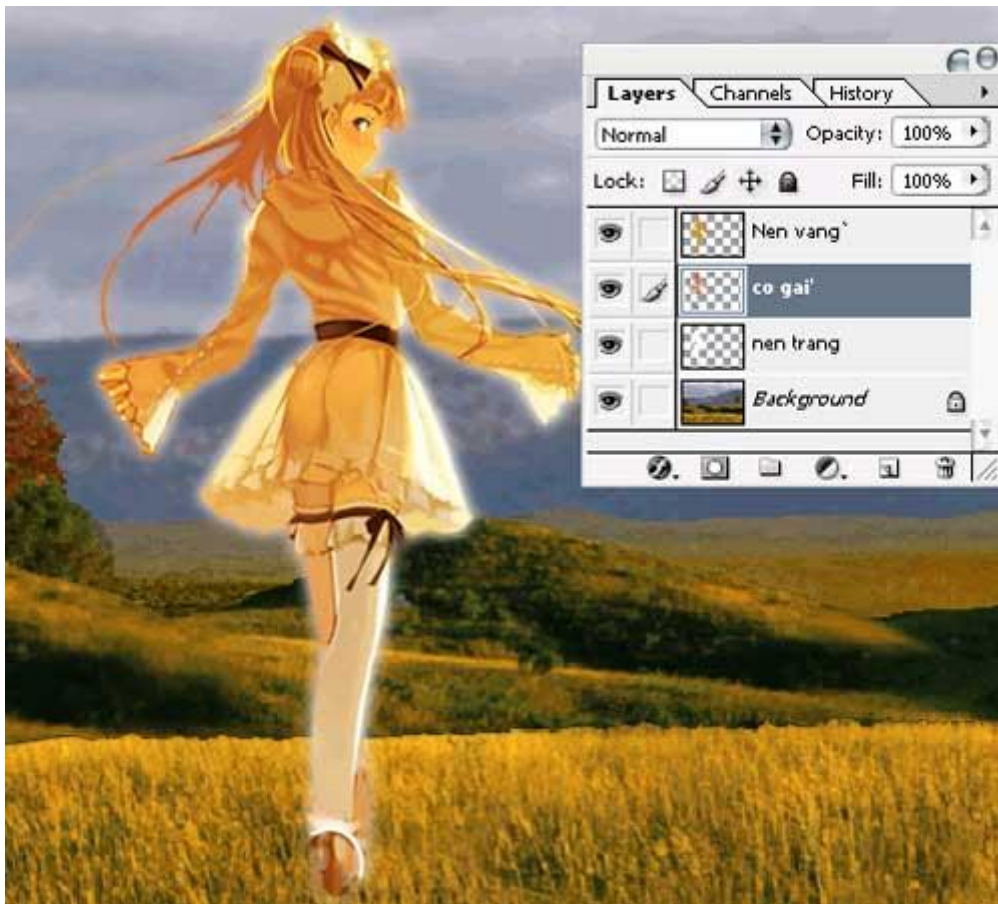 Layers Channels History
Normal Opacity: 100%
Lock: Fill: 100%
Nen vang`
co gai'
nen trang
Background